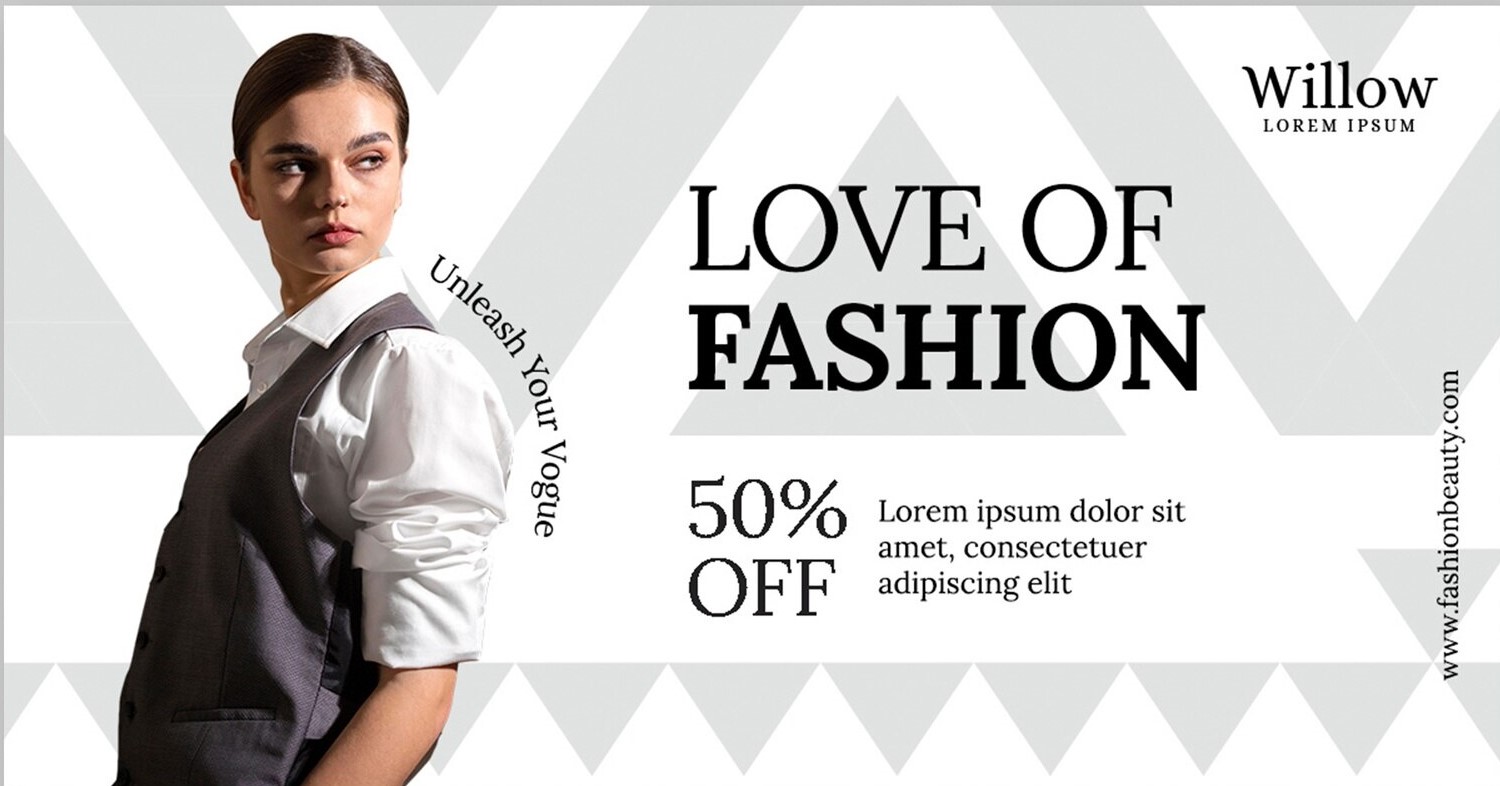 Willow
LOREM IPSUM
LOVE OF
FASHION
Unleash Your Vogue
50%
OFF
Lorem ipsum dolor sit
amet, consectetuer
adipiscing elit
www.fashionbeauty.com